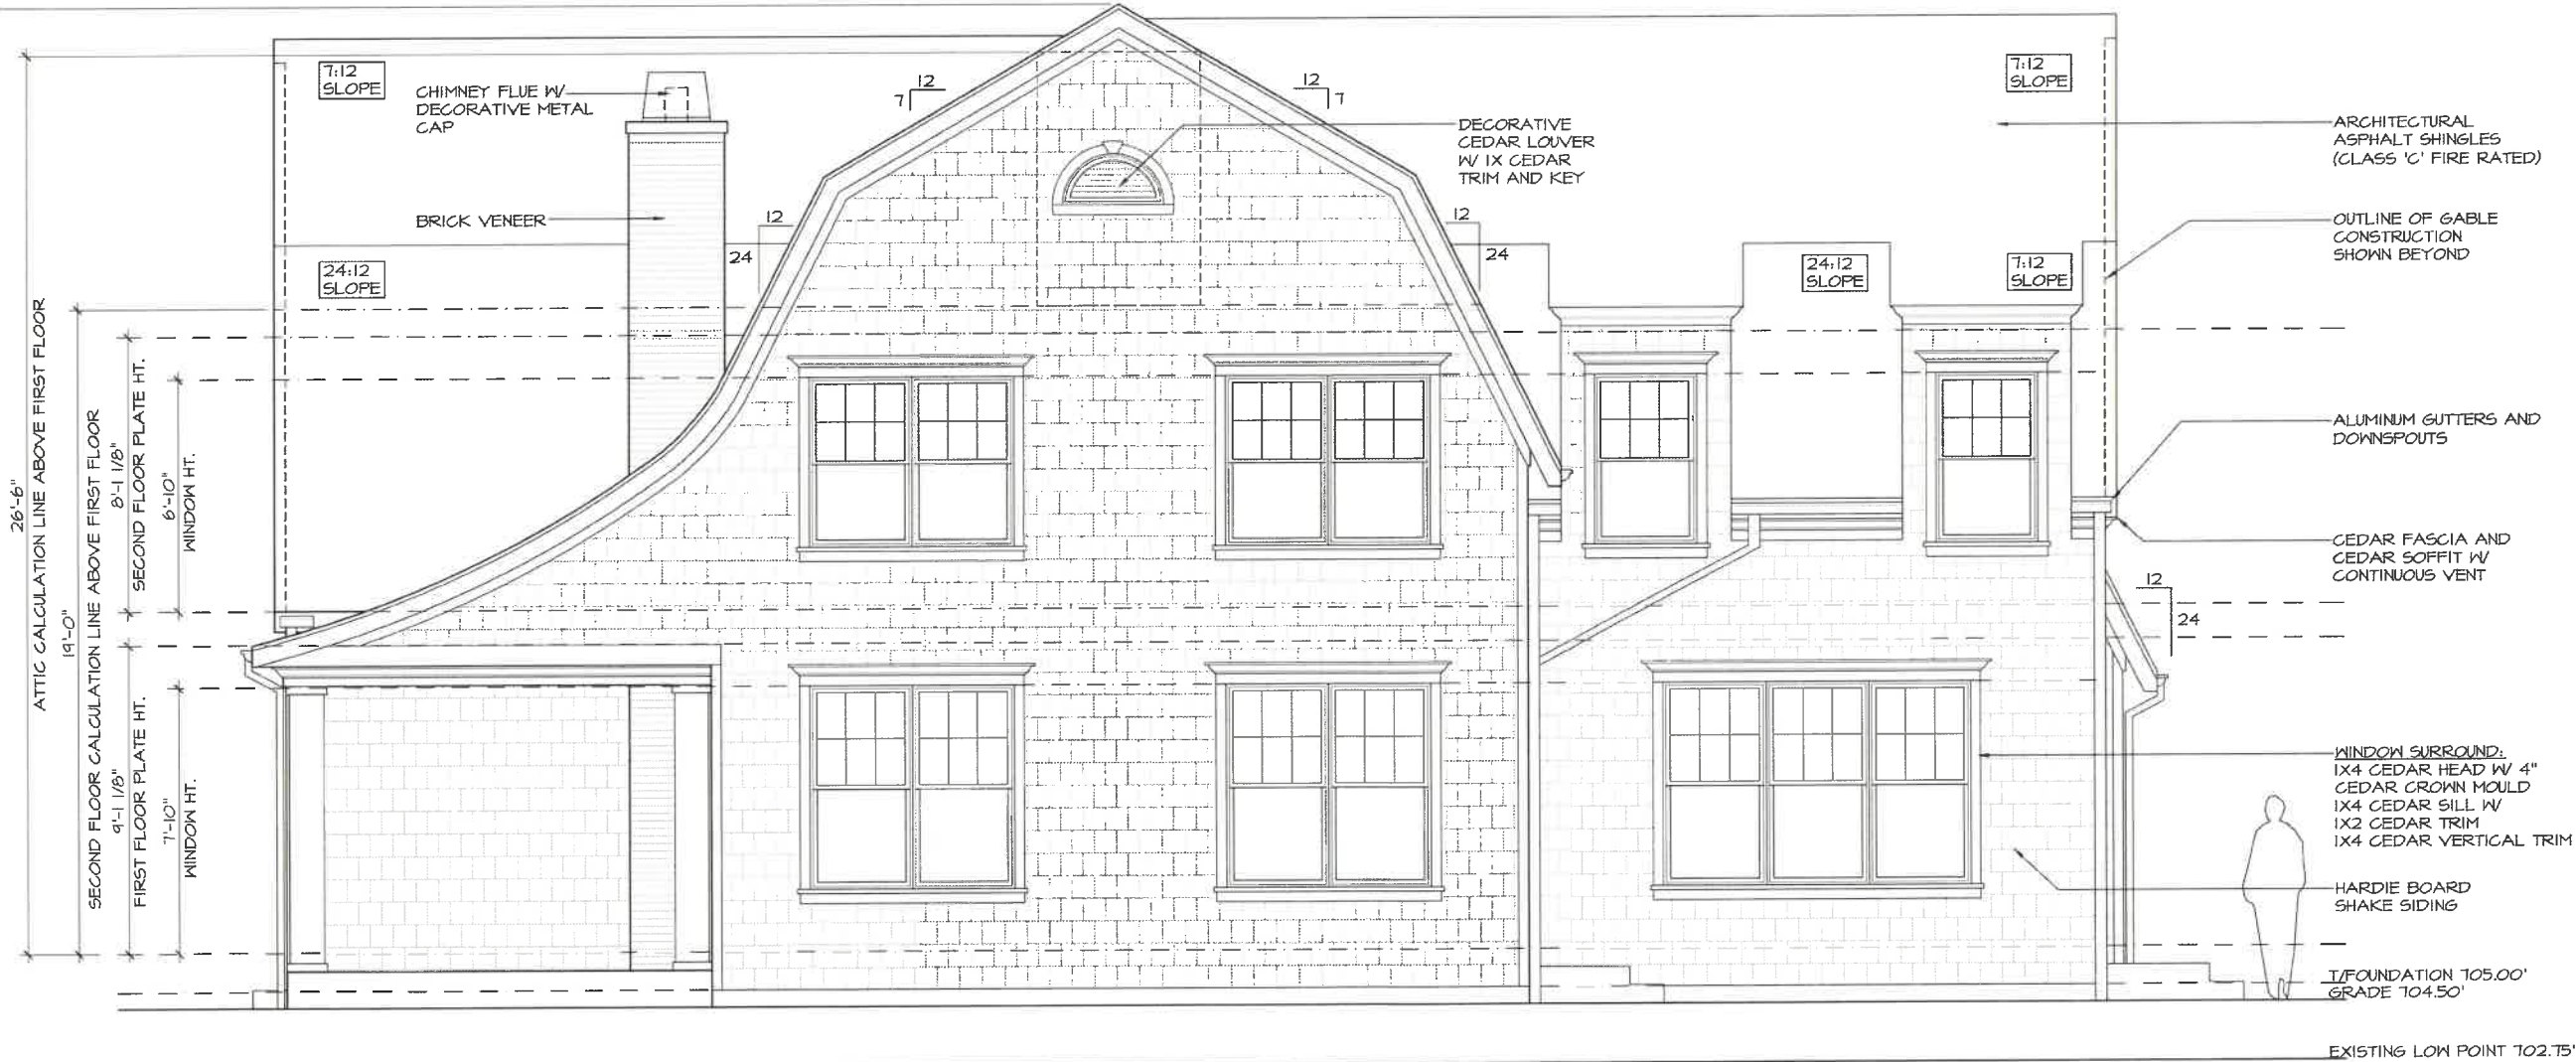 7:12
SLOPE
CHIMNEY FLUE W/
DECORATIVE METAL
CAP
BRICK VENEER
24:12
SLOPE
12
7
12
7
12
24
12
24
DECORATIVE
CEDAR LOUVER
W/ 1X CEDAR
TRIM AND KEY
7:12
SLOPE
24:12
SLOPE
7:12
SLOPE
ARCHITECTURAL
ASPHALT SHINGLES
(CLASS 'C' FIRE RATED)
OUTLINE OF GABLE
CONSTRUCTION
SHOWN BEYOND
ALUMINUM GUTTERS AND
DOWNSPOUTS
CEDAR FASCIA AND
CEDAR SOFFIT W/
CONTINUOUS VENT
12
24
WINDOW SURROUND:
1X4 CEDAR HEAD W/ 4"
CEDAR CROWN MOULD
1X4 CEDAR SILL W/
1X2 CEDAR TRIM
1X4 CEDAR VERTICAL TRIM
HARDIE BOARD
SHAKE SIDING
T/FOUNDATION 705.00'
GRADE 704.50'
EXISTING LOW POINT 702.75'
26'-6"
ATTIC CALCULATION LINE ABOVE FIRST FLOOR
19'-0"
SECOND FLOOR CALCULATION LINE ABOVE FIRST FLOOR
8'-1 1/8"
SECOND FLOOR PLATE HT.
6'-10"
WINDOW HT.
9'-1 1/8"
FIRST FLOOR PLATE HT.
7'-10"
WINDOW HT.